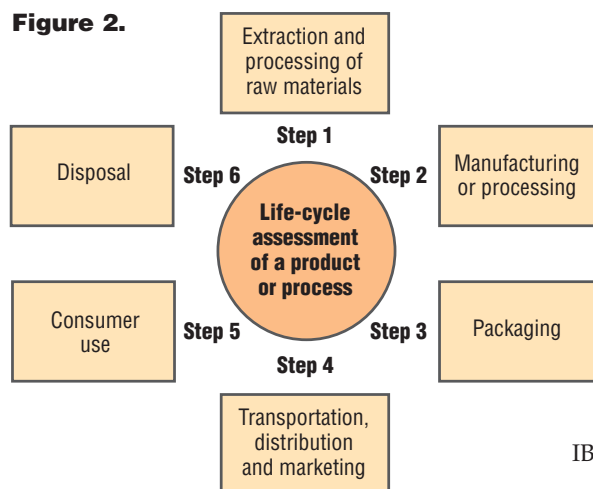 Figure 2.
Extraction and
processing of
raw materials
Step 1
Step 2
Manufacturing
or processing
Step 3
Packaging
Step 4
Transportation,
distribution
and marketing
Step 5
Consumer
use
Step 6
Disposal
Life-cycle
assessment
of a product
or process
IB